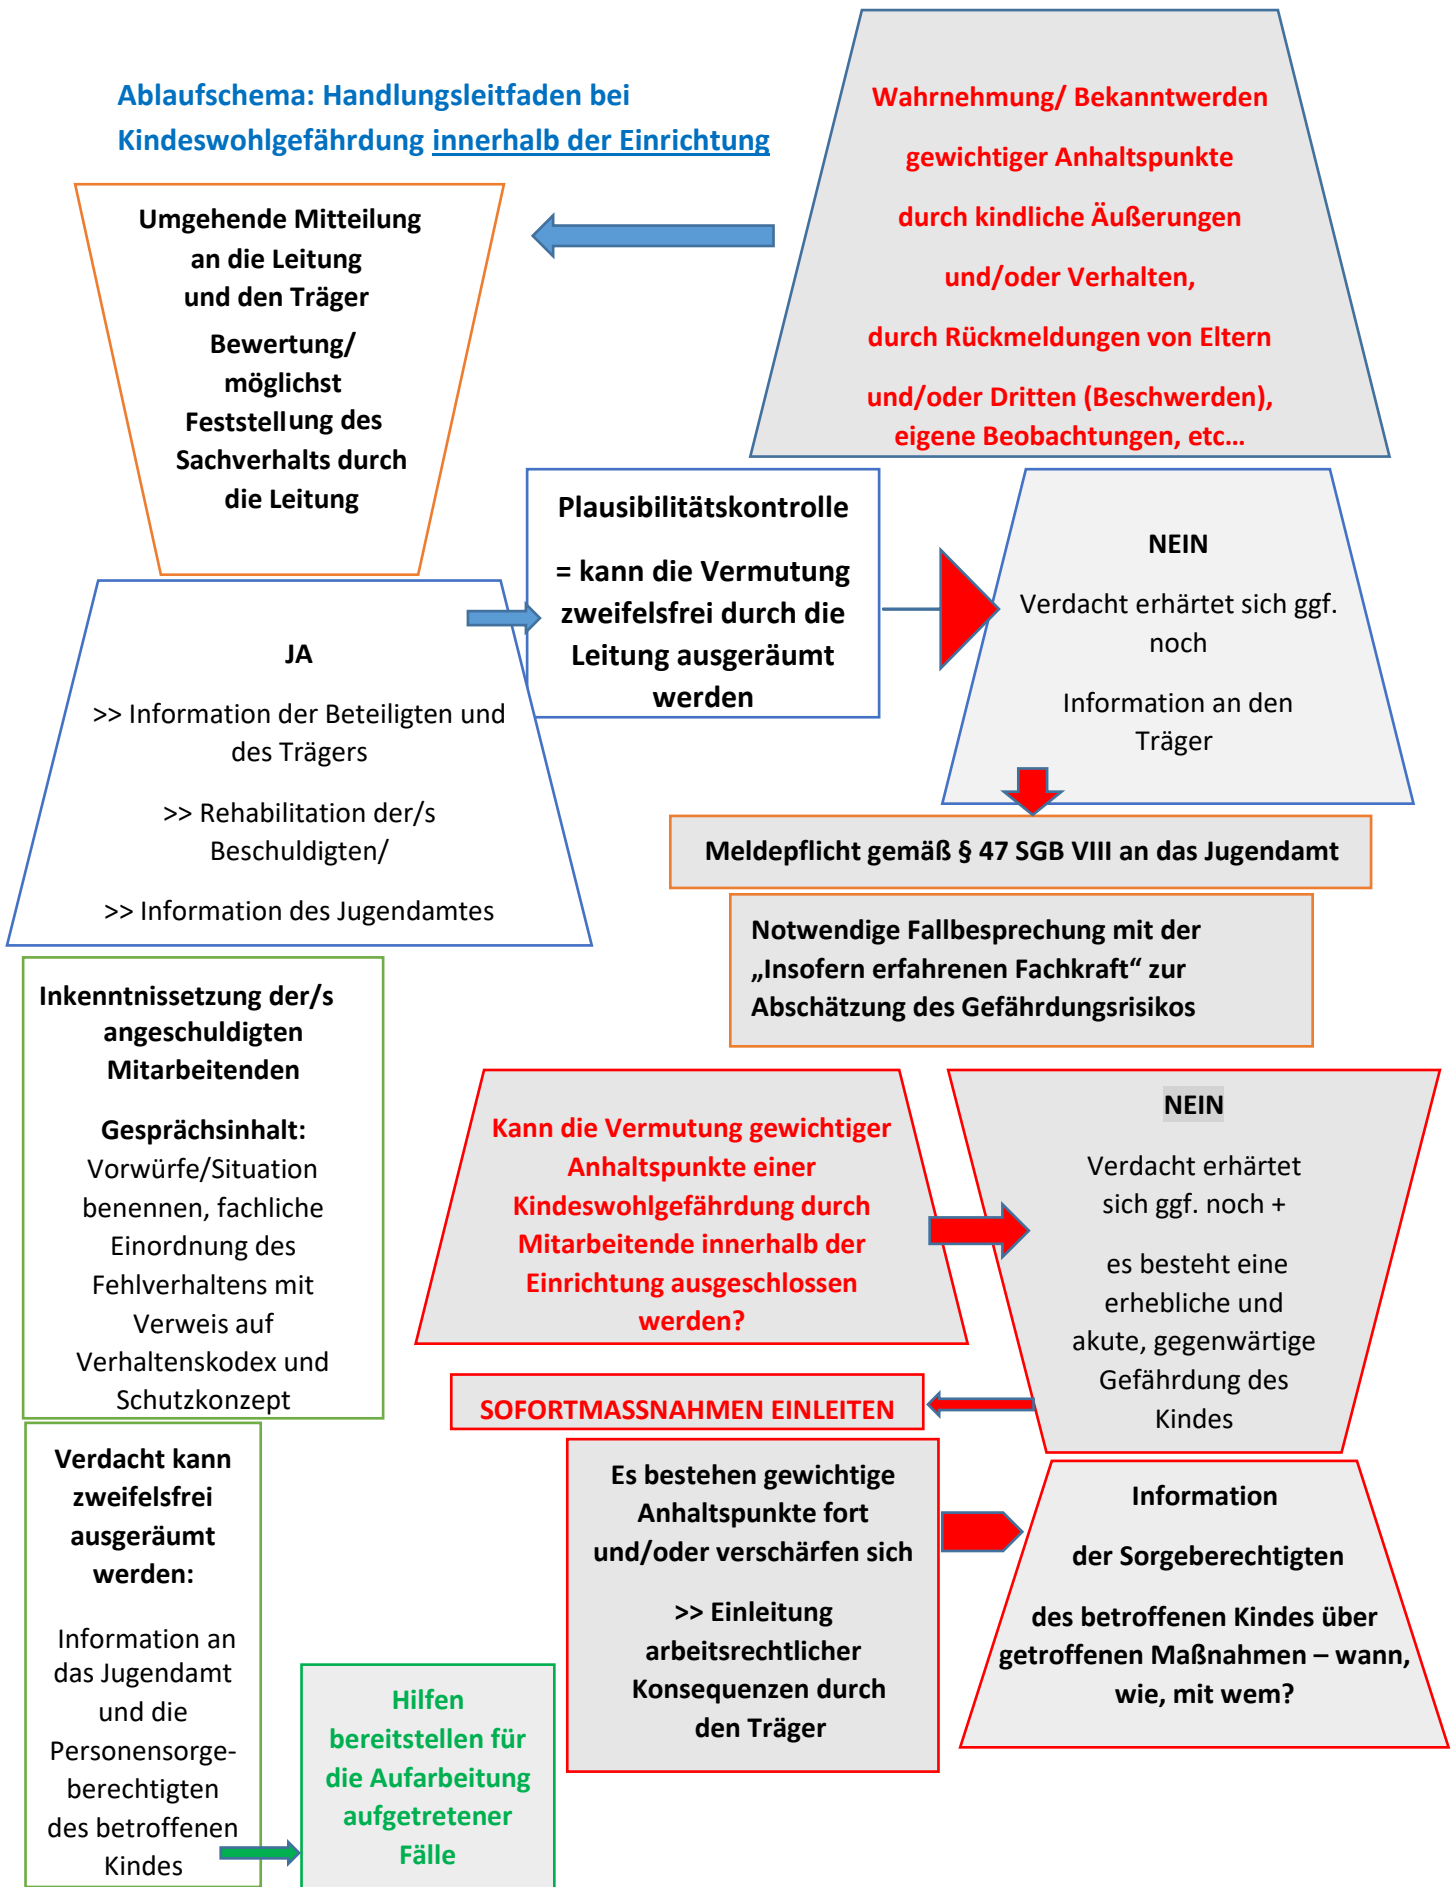 Ablaufschema: Handlungsleitfaden bei
Kindeswohlgefährdung innerhalb der Einrichtung
Wahrnehmung/ Bekanntwerden
gewichtiger Anhaltspunkte
durch kindliche Äußerungen
und/oder Verhalten,
durch Rückmeldungen von Eltern
und/oder Dritten (Beschwerden),
eigene Beobachtungen, etc…
Umgehende Mitteilung
an die Leitung
und den Träger
Bewertung/
möglichst
Feststellung des
Sachverhalts durch
die Leitung
Plausibilitätskontrolle
= kann die Vermutung
zweifelsfrei durch die
Leitung ausgeräumt
werden
NEIN
Verdacht erhärtet sich ggf.
noch
Information an den
Träger
JA
>> Information der Beteiligten und
des Trägers
>> Rehabilitation der/s
Beschuldigten/
>> Information des Jugendamtes
Meldepflicht gemäß § 47 SGB VIII an das Jugendamt
Notwendige Fallbesprechung mit der
„Insofern erfahrenen Fachkraft“ zur
Abschätzung des Gefährdungsrisikos
Inkenntnissetzung der/s
angeschuldigten
Mitarbeitenden
Gesprächsinhalt:
Vorwürfe/Situation
benennen, fachliche
Einordnung des
Fehlverhaltens mit
Verweis auf
Verhaltenskodex und
Schutzkonzept
Kann die Vermutung gewichtiger
Anhaltspunkte einer
Kindeswohlgefährdung durch
Mitarbeitende innerhalb der
Einrichtung ausgeschlossen
werden?
NEIN
Verdacht erhärtet
sich ggf. noch +
es besteht eine
erhebliche und
akute, gegenwärtige
Gefährdung des
Kindes
SOFORTMASSNAHMEN EINLEITEN
Es bestehen gewichtige
Anhaltspunkte fort
und/oder verschärfen sich
>> Einleitung
arbeitsrechtlicher
Konsequenzen durch
den Träger
Information
der Sorgeberechtigten
des betroffenen Kindes über
getroffenen Maßnahmen – wann,
wie, mit wem?
Verdacht kann
zweifelsfrei
ausgeräumt
werden:
Information an
das Jugendamt
und die
Personensorge-
berechtigten
des betroffenen
Kindes
Hilfen
bereitstellen für
die Aufarbeitung
aufgetretener
Fälle